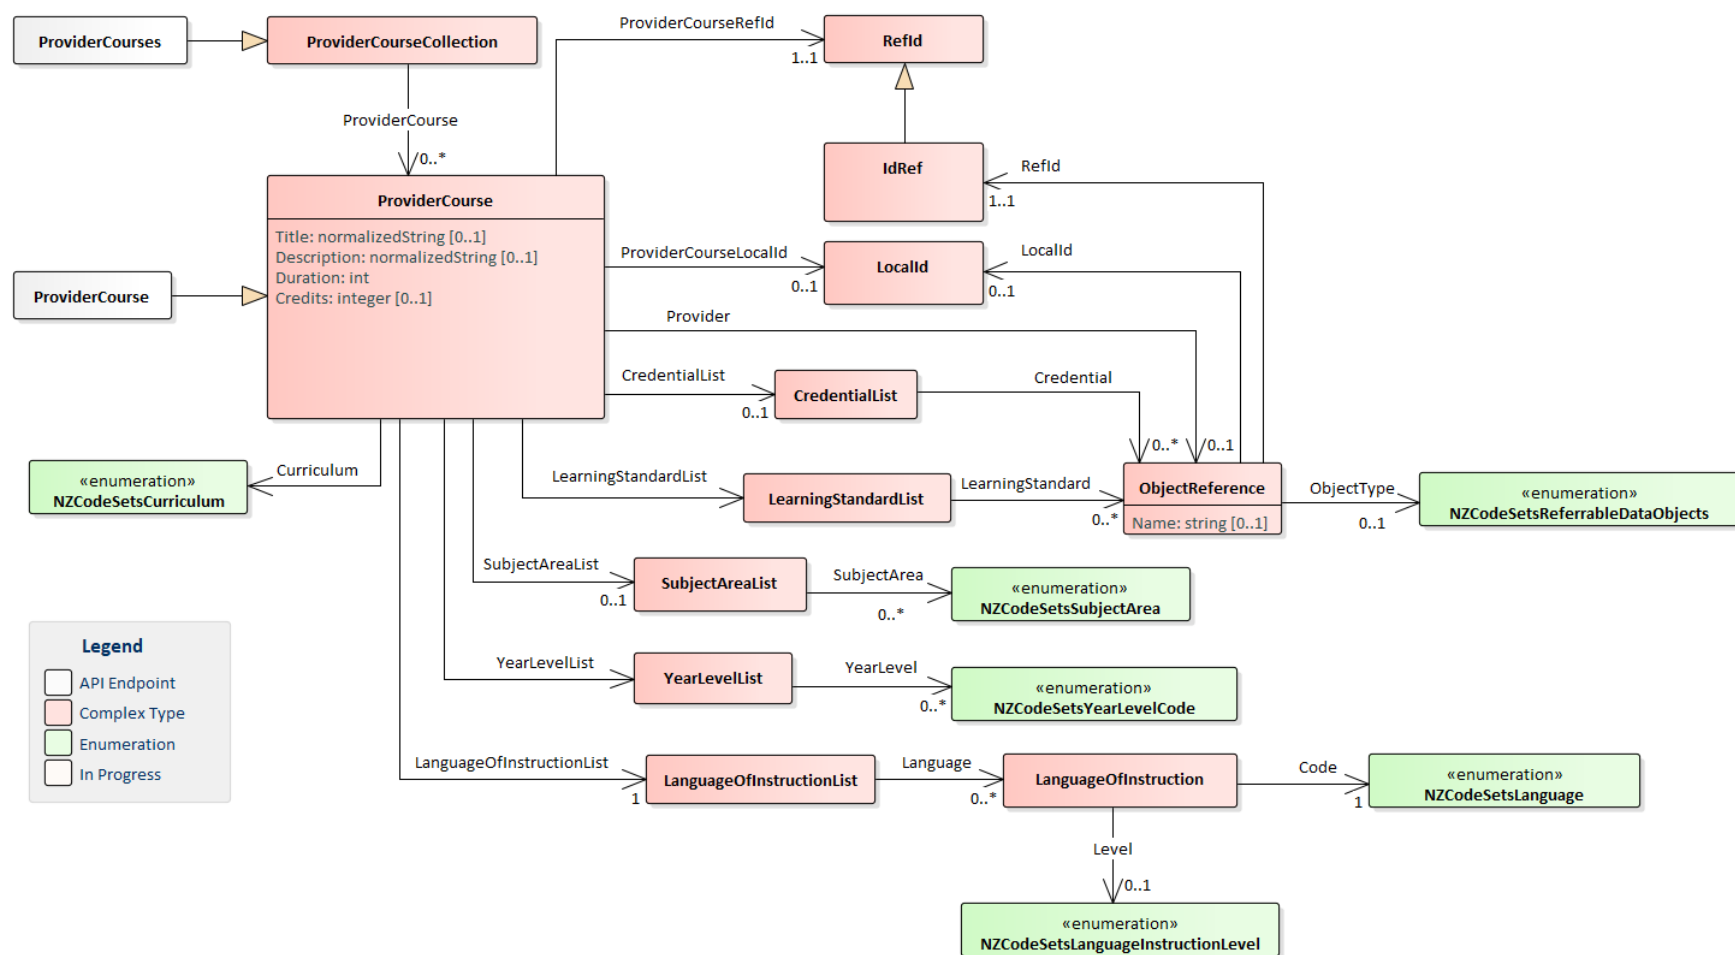 ProviderCourses
ProviderCourseCollection
ProviderCourseRefId
1..1
RefId
ProviderCourse
0..*
IdRef
RefId
1..1
ProviderCourse
Title: normalizedString [0..1]
Description: normalizedString [0..1]
Duration: int
Credits: integer [0..1]
ProviderCourse
ProviderCourseLocalId
0..1
LocalId
LocalId
0..1
Provider
0..1
CredentialList
0..1
CredentialList
Credential
0..*
Curriculum
«enumeration»
NZCodeSetsCurriculum
LearningStandardList
LearningStandardList
LearningStandard
0..*
ObjectReference
Name: string [0..1]
ObjectType
0..1
«enumeration»
NZCodeSetsReferrableDataObjects
SubjectAreaList
0..1
SubjectAreaList
SubjectArea
0..*
«enumeration»
NZCodeSetsSubjectArea
YearLevelList
YearLevelList
YearLevel
0..*
«enumeration»
NZCodeSetsYearLevelCode
LanguageOfInstructionList
1
LanguageOfInstructionList
Language
0..*
LanguageOfInstruction
Code
1
«enumeration»
NZCodeSetsLanguage
Level
0..1
«enumeration»
NZCodeSetsLanguageInstructionLevel
Legend
API Endpoint
Complex Type
Enumeration
In Progress